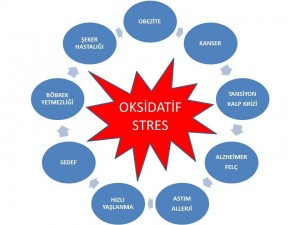 OBEZİTE
KANSER
TANSİYON
KALP KRİZİ
ALZHEİMER
FELÇ
ASTIM
ALLERJİ
HIZLI
YAŞLANMA
SEDEF
BÖBREK
YETMEZLİĞİ
ŞEKER
HASTALIĞI
OKSİDATİF
STRES